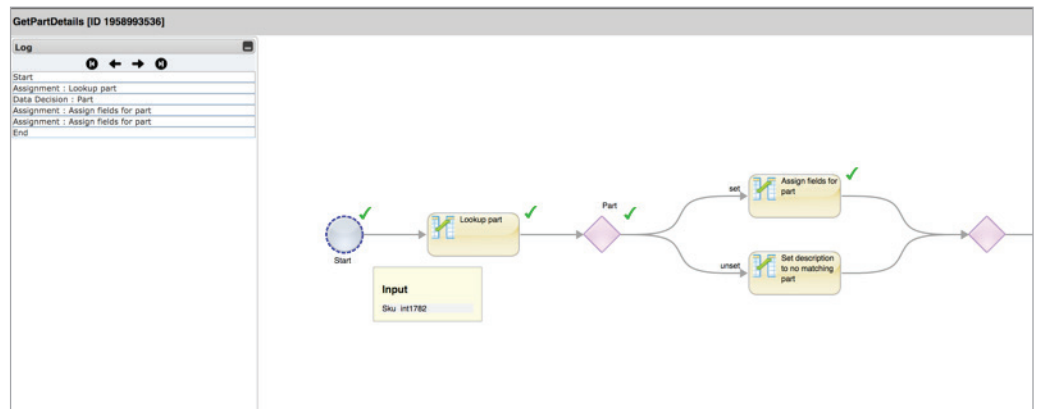 GetPartDetails [ID 1958993536]
Log
Start
Assignment : Lookup part
Data Decision : Part
Assignment : Assign fields for part
Assignment : Assign fields for part
End
Start
Lookup part
Input
Sku int1782
Part
set
Assign fields for
part
unset
Set description
to no matching
part